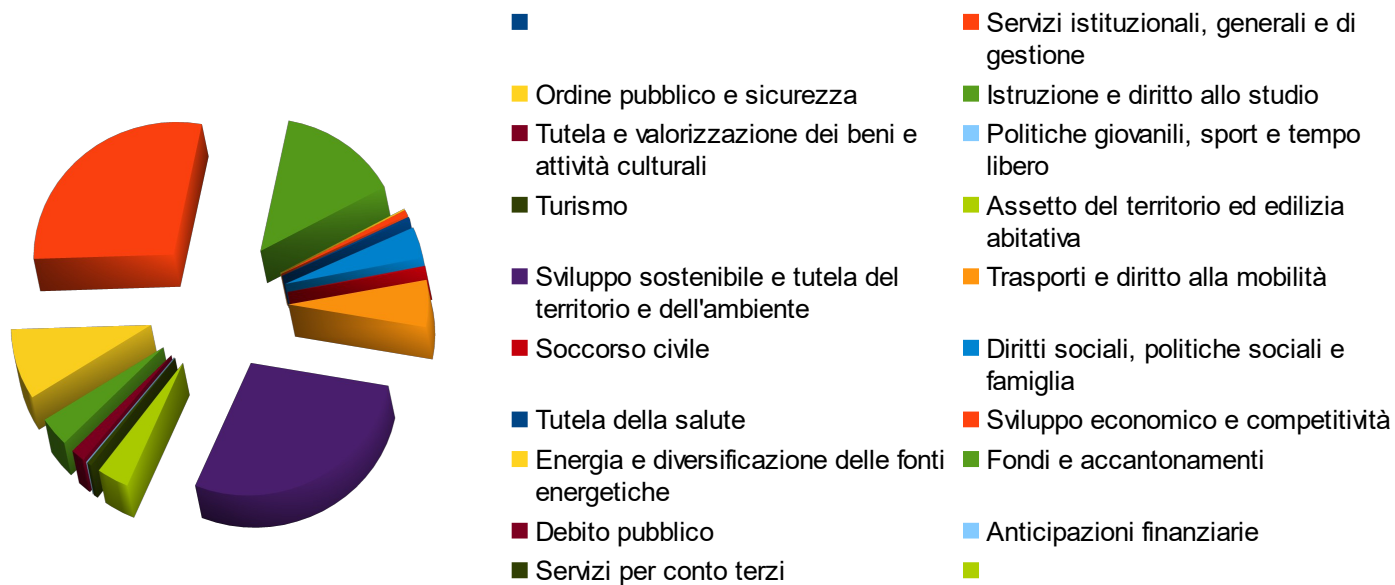 Servizi istituzionali, generali e di
gestione
Ordine pubblico e sicurezza
Istruzione e diritto allo studio
Tutela e valorizzazione dei beni e
attività culturali
Politiche giovanili, sport e tempo
libero
Turismo
Assetto del territorio ed edilizia
abitativa
Sviluppo sostenibile e tutela del
territorio e dell'ambiente
Trasporti e diritto alla mobilità
Soccorso civile
Diritti sociali, politiche sociali e
famiglia
Tutela della salute
Sviluppo economico e competitività
Energia e diversificazione delle fonti
energetiche
Fondi e accantonamenti
Debito pubblico
Anticipazioni finanziarie
Servizi per conto terzi